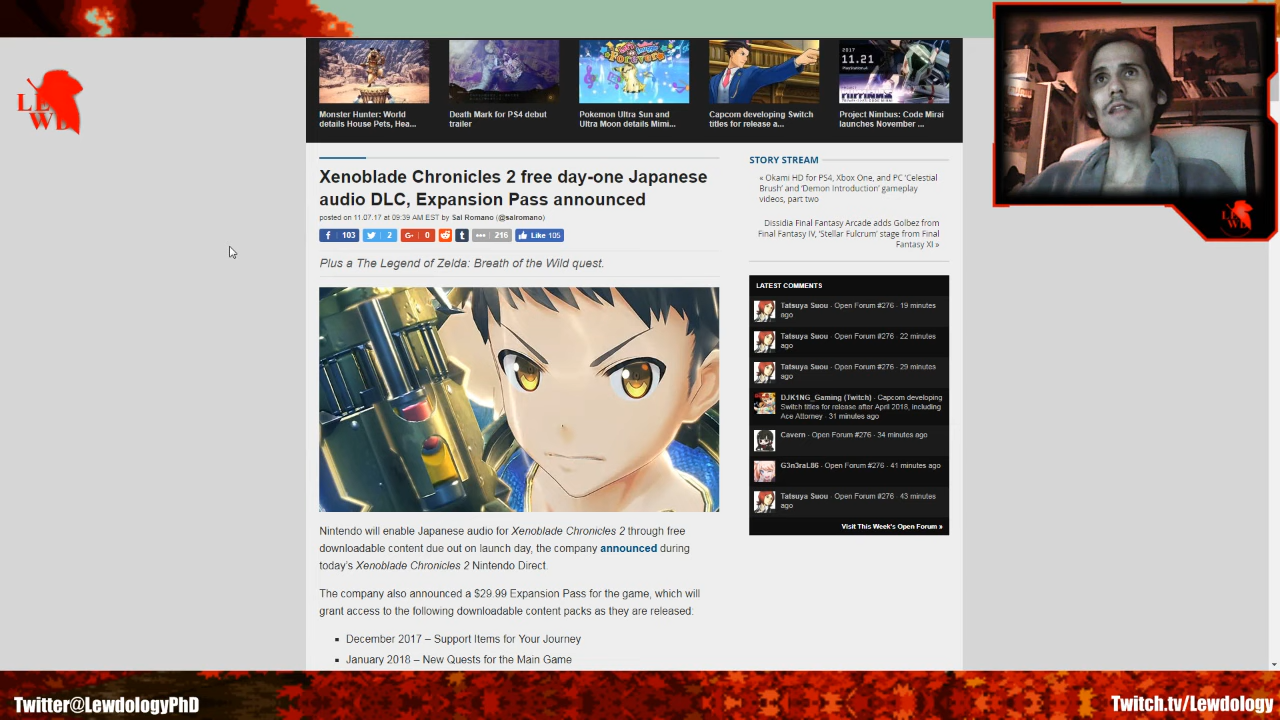 LEWD
Monster Hunter: World
details House Pets, Hea...
Death Mark for PS4 debut
trailer
Pokemon Ultra Sun and
Ultra Moon details Mimi...
Capcom developing Switch
titles for release a...
2017
11.21
Project Nimbus: Code Mirai
launches November ...
Xenoblade Chronicles 2 free day-one Japanese
audio DLC, Expansion Pass announced
posted on 11.07.17 at 09:39 AM EST by Sal Romano (@salromano)
103
2
G+ 0
t
216
Like 105
Plus a The Legend of Zelda: Breath of the Wild quest.
Nintendo will enable Japanese audio for Xenoblade Chronicles 2 through free
downloadable content due out on launch day, the company announced during
today's Xenoblade Chronicles 2 Nintendo Direct.
The company also announced a $29.99 Expansion Pass for the game, which will
grant access to the following downloadable content packs as they are released:
▪ December 2017 – Support Items for Your Journey
▪ January 2018 – New Quests for the Main Game
STORY STREAM
« Okami HD for PS4, Xbox One, and PC 'Celestial
Brush' and 'Demon Introduction' gameplay
videos, part two
Dissidia Final Fantasy Arcade adds Golbez from
Final Fantasy IV, 'Stellar Fulcrum' stage from Final
Fantasy XI »
LATEST COMMENTS
Tatsuya Suou · Open Forum #276 · 19 minutes
ago
Tatsuya Suou · Open Forum #276 · 22 minutes
ago
Tatsuya Suou · Open Forum #276 · 29 minutes
ago
DJK1NG_Gaming (Twitch) · Capcom developing
Switch titles for release after April 2018, including
Ace Attorney · 31 minutes ago
Cavern · Open Forum #276 · 34 minutes ago
G3n3raL86 · Open Forum #276 · 41 minutes ago
Tatsuya Suou · Open Forum #276 · 43 minutes
ago
Visit This Week's Open Forum »
Twitter@LewdologyPhD
Twitch.tv/Lewdology